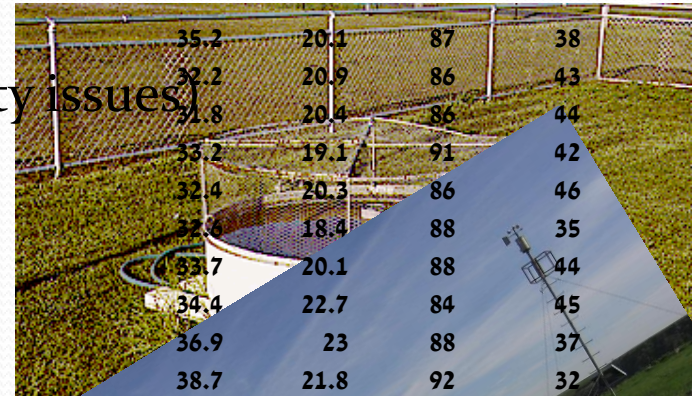 35.2 20.1 87 38
32.2 20.9 86 43
ty issues)
31.8 20.4 86 44
33.2 19.1 91 42
32.4 20.3 86 46
32.6 18.4 88 35
33.7 20.1 88 44
34.4 22.7 84 45
36.9 23 88 37
38.7 21.8 92 32